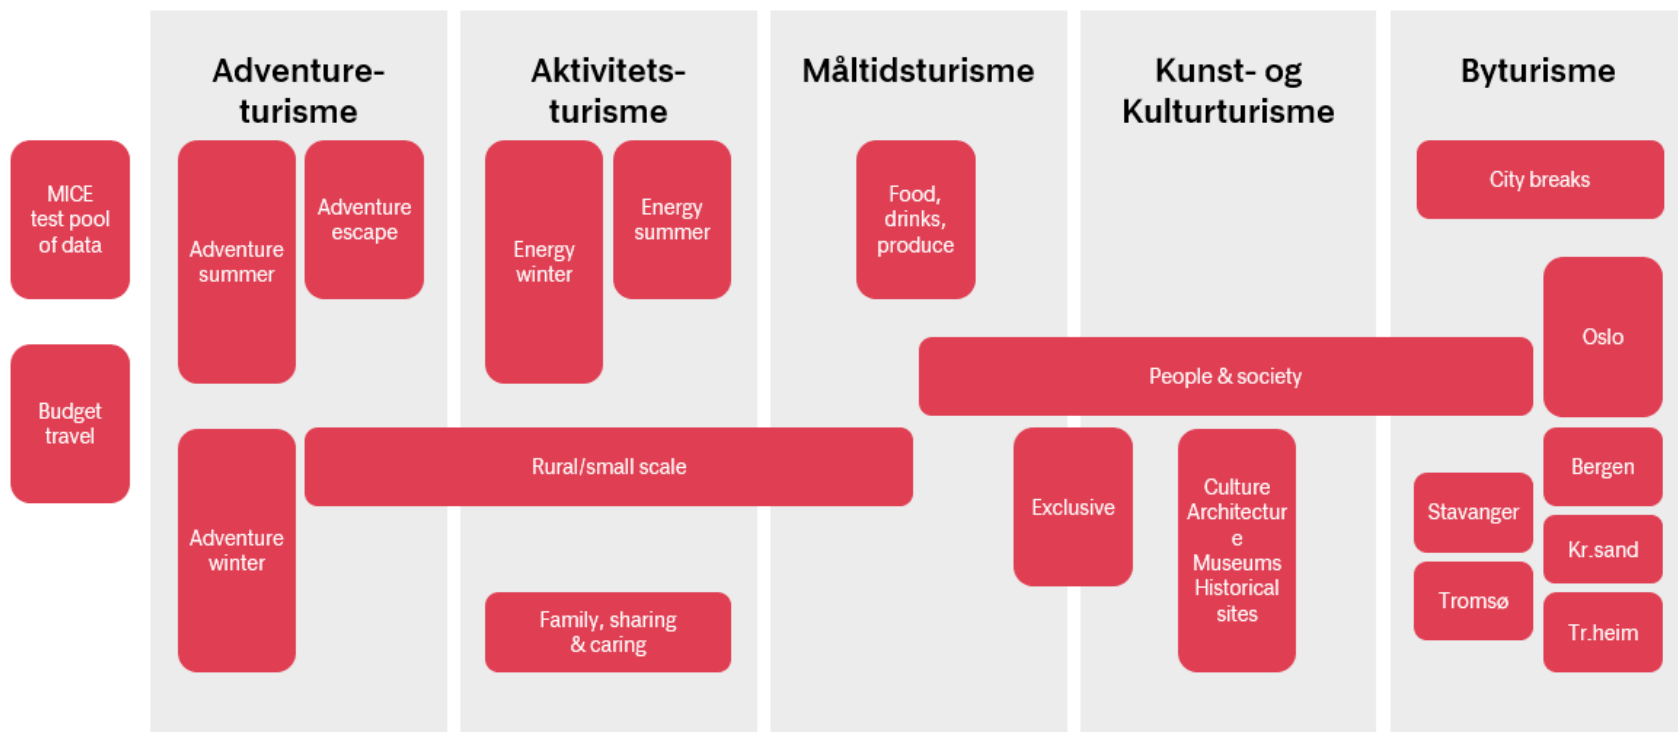 Adventure-
turisme
Aktivitets-
turisme
Måltidsturisme
Kunst- og
Kulturturisme
Byturisme
MICE
test pool
of data
Budget
travel
Adventure
summer
Adventure
escape
Adventure
winter
Energy
winter
Energy
summer
Rural/small scale
Family, sharing
& caring
Food,
drinks,
produce
People & society
Exclusive
Culture
Architectur
e
Museums
Historical
sites
City breaks
Oslo
Bergen
Stavanger
Kr.sand
Tromsø
Tr.heim